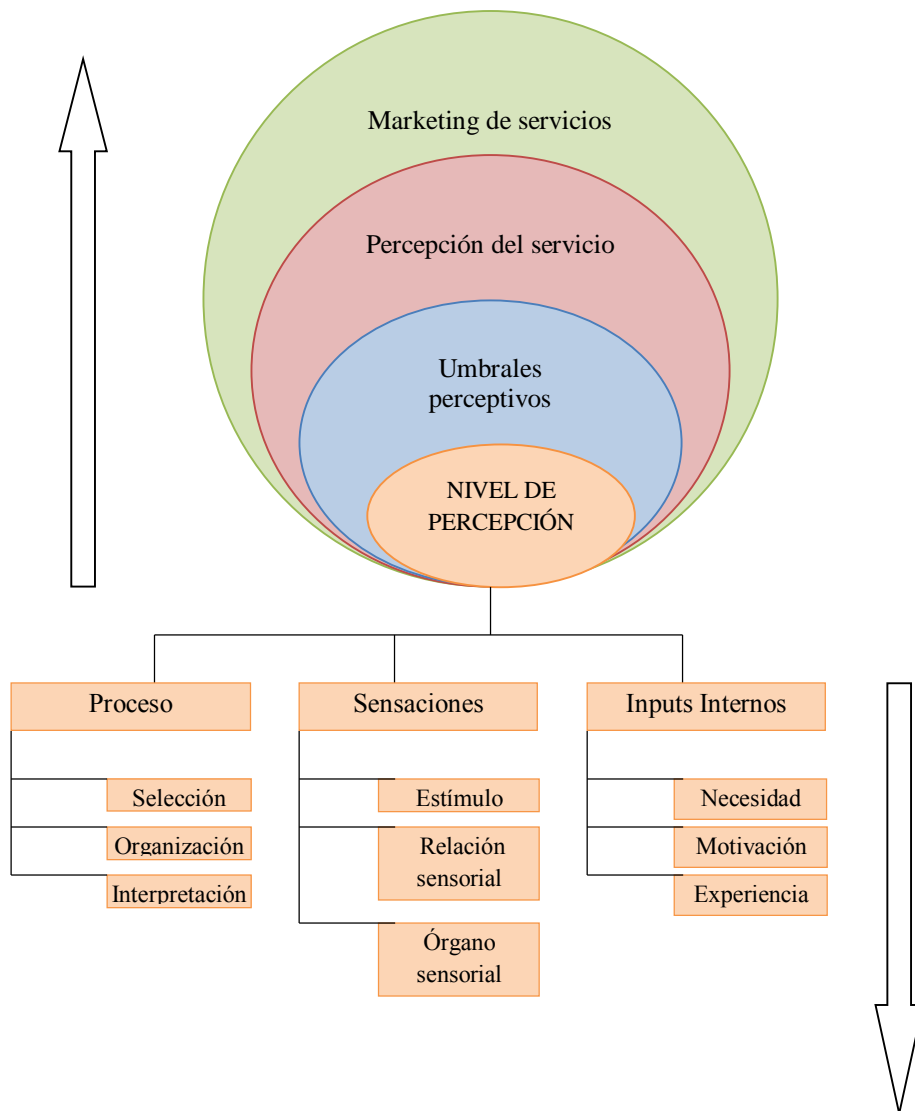 Marketing de servicios
Percepción del servicio
Umbrales
perceptivos
NIVEL DE
PERCEPCIÓN
Proceso
Selección
Organización
Interpretación
Sensaciones
Estímulo
Relación
sensorial
Órgano
sensorial
Inputs Internos
Necesidad
Motivación
Experiencia